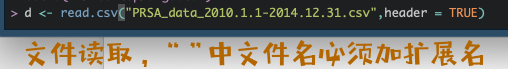 > d <- read.csv("PRSA_data_2010.1.1-2014.12.31.csv",header = TRUE)
文件读取，“ ”中文件名必须加扩展名